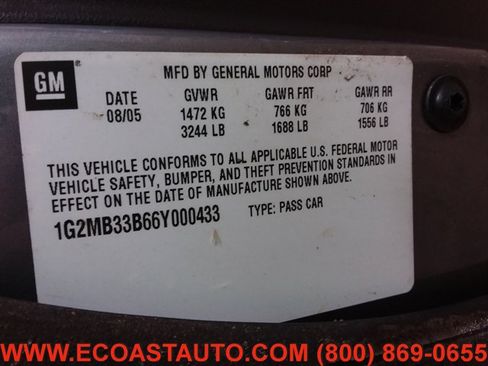 GM
MFD BY GENERAL MOTORS CORP
DATE GVWR GAWR FRT GAWR RR
08/05 1472 KG 766 KG 706 KG
3244 LB 1688 LB 1556 LB
THIS VEHICLE CONFORMS TO ALL APPLICABLE U.S. FEDERAL MOTOR
VEHICLE SAFETY, BUMPER, AND THEFT PREVENTION STANDARDS IN
EFFECT ON THE DATE OF MANUFACTURE SHOWN ABOVE.
1G2MB33B66Y000433 TYPE: PASS CAR
WWW.ECOASTAUTO.COM (800) 869-0655